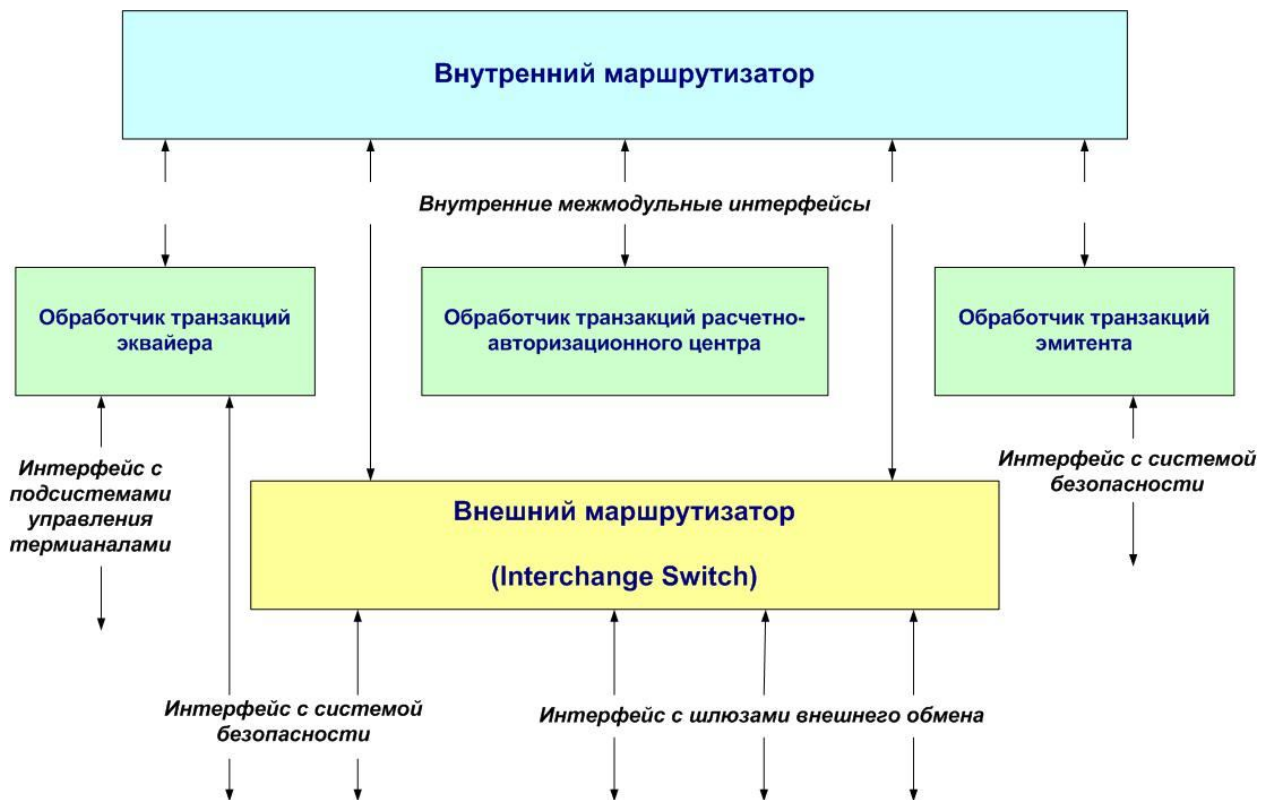 Внутренний маршрутизатор
Внутренние межмодульные интерфейсы
Обработчик транзакций
эквайера
Обработчик транзакций расчетно-
авторизационного центра
Обработчик транзакций
эмитента
Интерфейс с
подсистемами
управления
термианалами
Интерфейс с системой
безопасности
Внешний маршрутизатор
(Interchange Switch)
Интерфейс с системой
безопасности
Интерфейс с шлюзами внешнего обмена